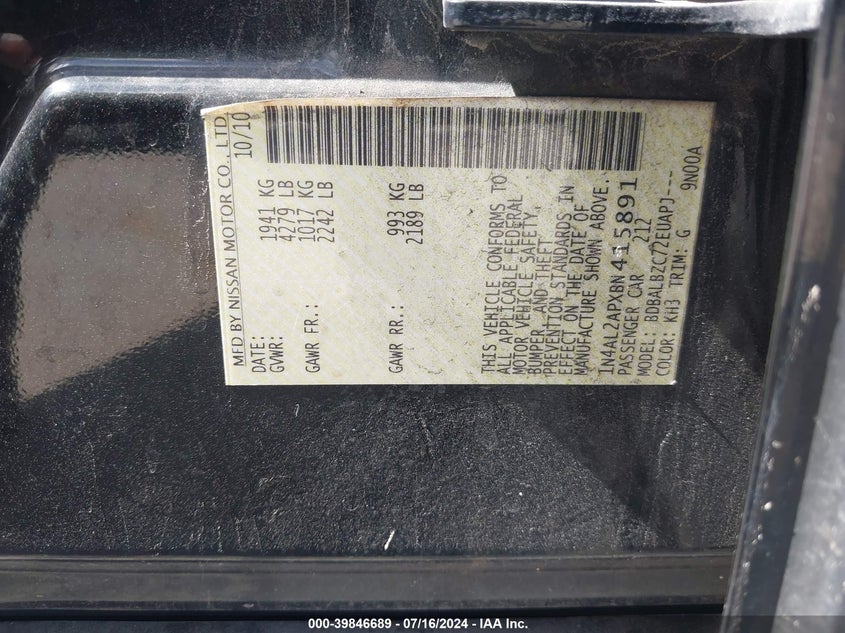 MFD BY NISSAN MOTOR CO., LTD.
DATE: 10/10
GVWR: 1941 KG
4279 LB
GAWR FR.: 1017 KG
2242 LB
GAWR RR.: 993 KG
2189 LB
THIS VEHICLE CONFORMS TO
ALL APPLICABLE FEDERAL
MOTOR VEHICLE SAFETY,
BUMPER, AND THEFT
PREVENTION STANDARDS IN
EFFECT ON THE DATE OF
MANUFACTURE SHOWN ABOVE.
1N4AL2APXBN415891
PASSENGER CAR 212
MODEL: BDBALBZC72EUAPJ---
COLOR: KH3 TRIM: G 9N00A
000-39846689 / 07/16/2024 - IAA Inc.